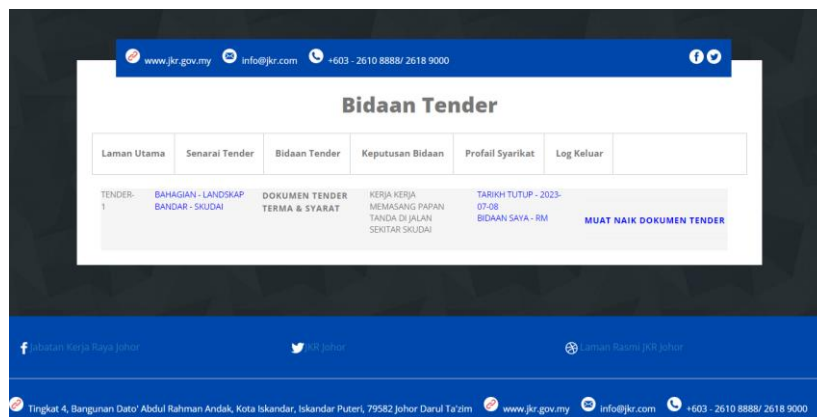 www.jkr.gov.my info@jkr.com +603 - 2610 8888/ 2618 9000
Bidaan Tender
Laman Utama Senarai Tender Bidaan Tender Keputusan Bidaan Profail Syarikat Log Keluar
TENDER-
1
BAHAGIAN - LANDSKAP
BANDAR - SKUDAI
DOKUMEN TENDER
TERMA & SYARAT
KERJA KERJA
MEMASANG PAPAN
TANDA DI JALAN
SEKITAR SKUDAI
TARIKH TUTUP - 2023-
07-08
BIDAAN SAYA - RM
MUAT NAIK DOKUMEN TENDER
Jabatan Kerja Raya Johor JKR Johor Laman Rasmi JKR Johor
Tingkat 4, Bangunan Dato' Abdul Rahman Andak, Kota Iskandar, Iskandar Puteri, 79582 Johor Darul Ta'zim www.jkr.gov.my info@jkr.com +603 - 2610 8888/ 2618 9000